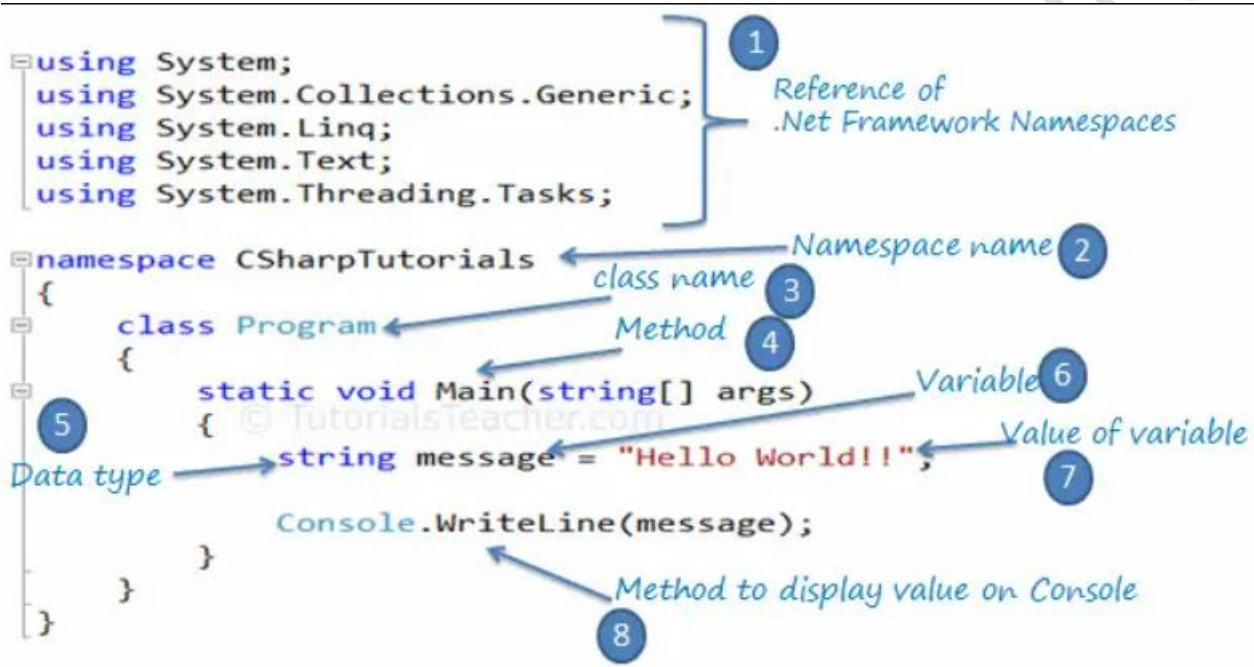 1
using System;
using System.Collections.Generic;
using System.Linq;
using System.Text;
using System.Threading.Tasks;
Reference of
.Net Framework Namespaces
namespace CSharpTutorials
Namespace name 2
{
class name 3
class Program
Method 4
{
static void Main(string[] args)
Variable 6
5
{
© TutorialsTeacher.com
Value of variable
7
Data type
string message = "Hello World!!";
Console.WriteLine(message);
}
Method to display value on Console
8
}
}